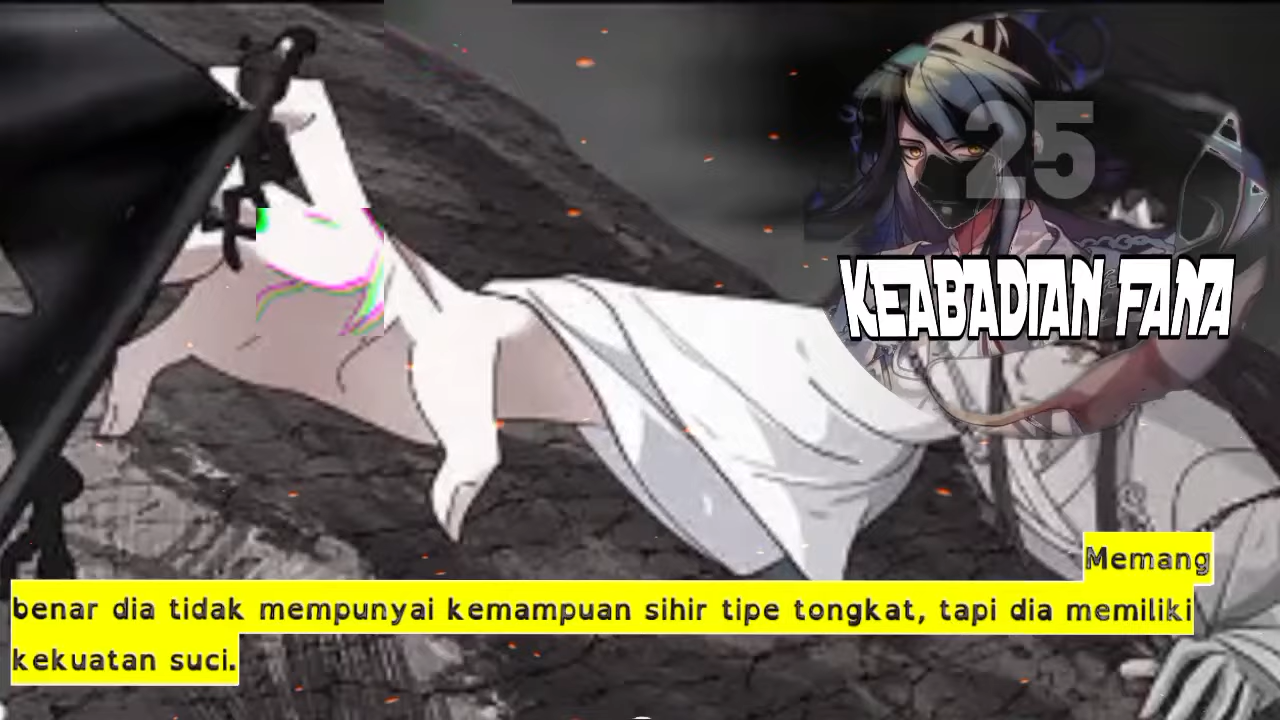 25
KEABADIAN FANA
Memang
benar dia tidak mempunyai kemampuan sihir tipe tongkat, tapi dia memiliki
kekuatan suci.